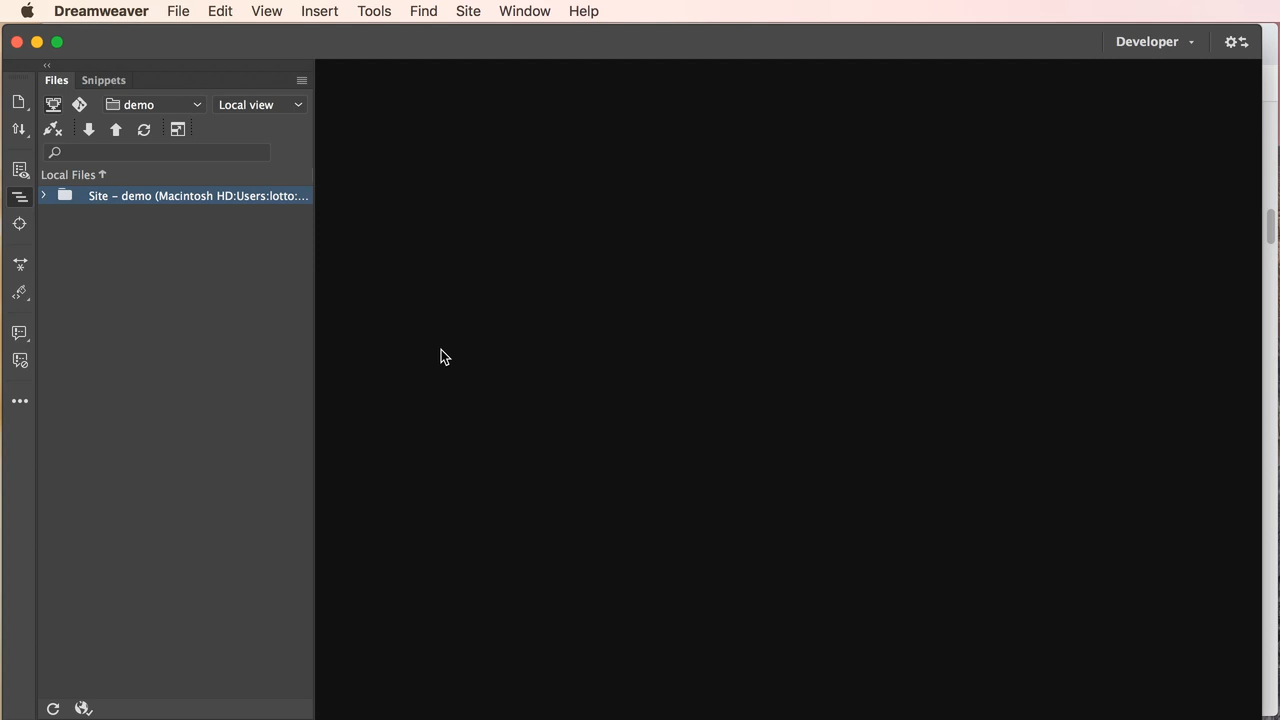 Dreamweaver File Edit View Insert Tools Find Site Window Help
Developer
Files Snippets
demo Local view
Local Files
Site – demo (Macintosh HD:Users:lotto:...